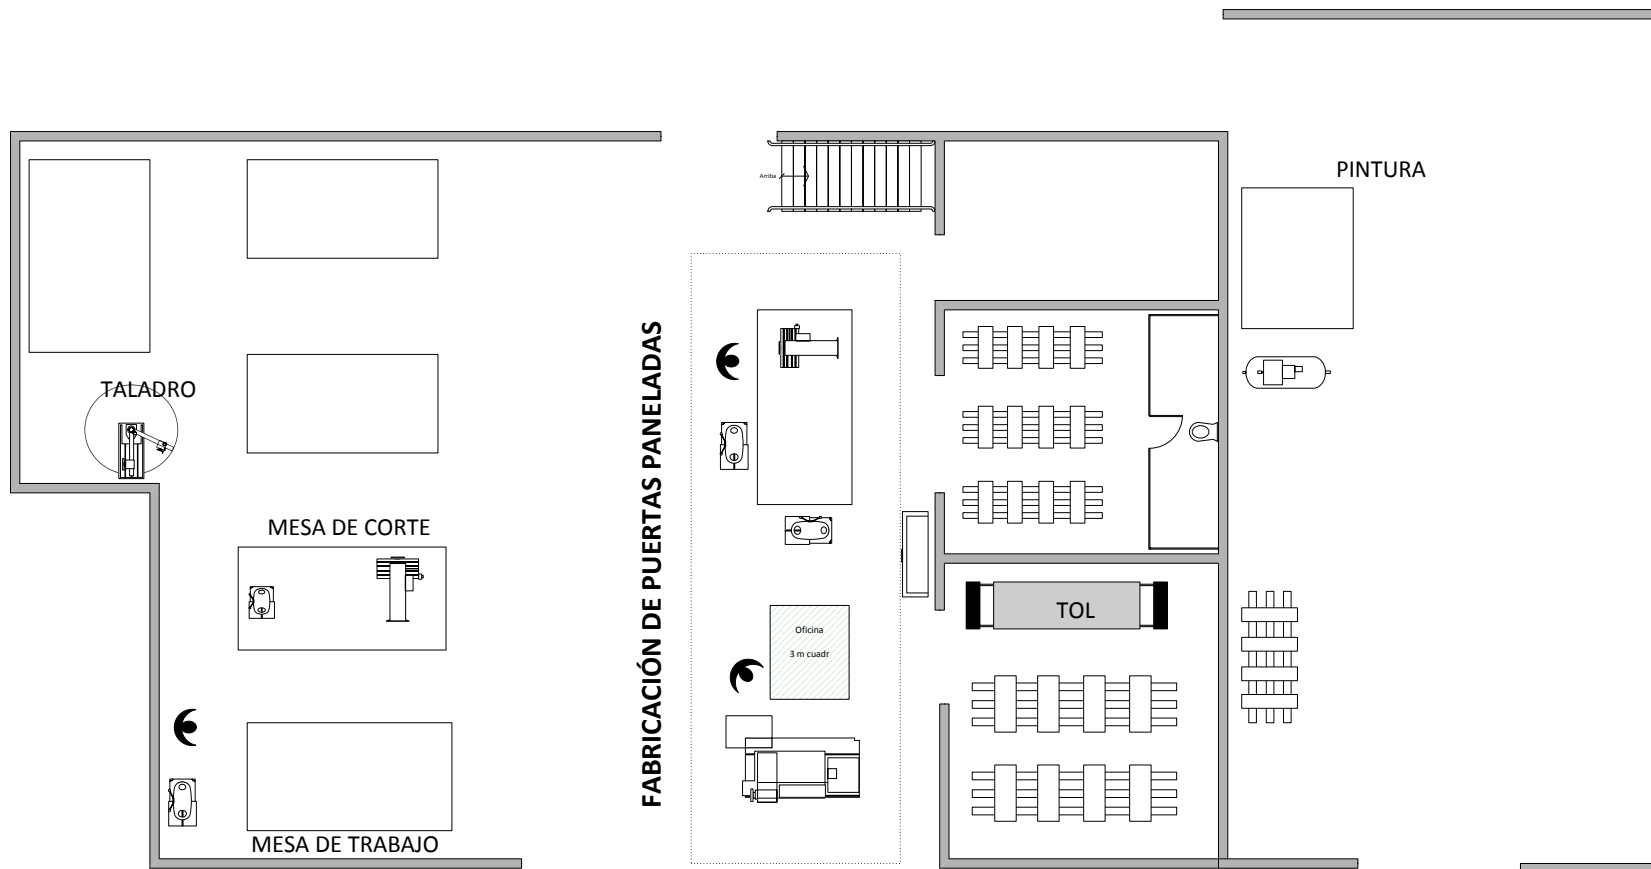 PINTURA
Arriba
TALADRO
MESA DE CORTE
FABRICACIÓN DE PUERTAS PANELADAS
TOL
Oficina
3 m cuadr
MESA DE TRABAJO